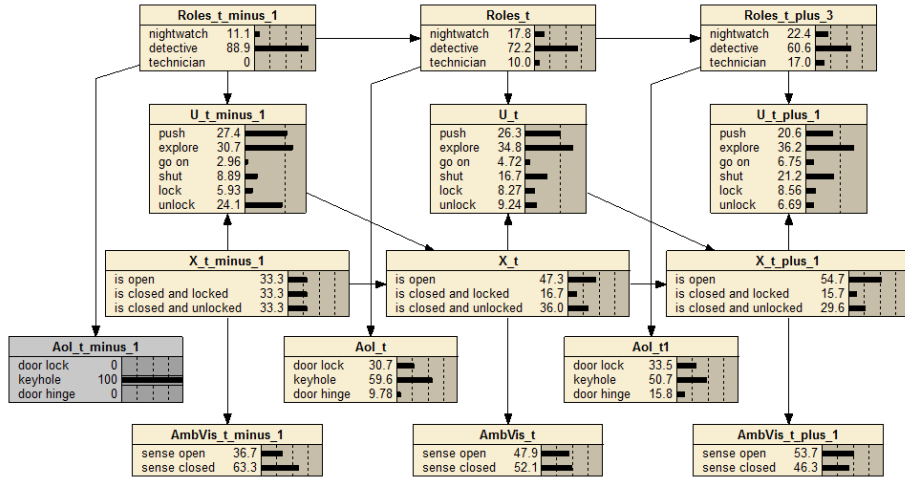 Roles_t_minus_1
nightwatch 11.1
detective 88.9
technician 0
Roles_t
nightwatch 17.8
detective 72.2
technician 10.0
Roles_t_plus_3
nightwatch 22.4
detective 60.6
technician 17.0
U_t_minus_1
push 27.4
explore 30.7
go on 2.96
shut 8.89
lock 5.93
unlock 24.1
U_t
push 26.3
explore 34.8
go on 4.72
shut 16.7
lock 8.27
unlock 9.24
U_t_plus_1
push 20.6
explore 36.2
go on 6.75
shut 21.2
lock 8.56
unlock 6.69
X_t_minus_1
is open 33.3
is closed and locked 33.3
is closed and unlocked 33.3
X_t
is open 47.3
is closed and locked 16.7
is closed and unlocked 36.0
X_t_plus_1
is open 54.7
is closed and locked 15.7
is closed and unlocked 29.6
AoI_t_minus_1
door lock 0
keyhole 100
door hinge 0
AoI_t
door lock 30.7
keyhole 59.6
door hinge 9.78
AoI_t1
door lock 33.5
keyhole 50.7
door hinge 15.8
AmbVis_t_minus_1
sense open 36.7
sense closed 63.3
AmbVis_t
sense open 47.9
sense closed 52.1
AmbVis_t_plus_1
sense open 53.7
sense closed 46.3